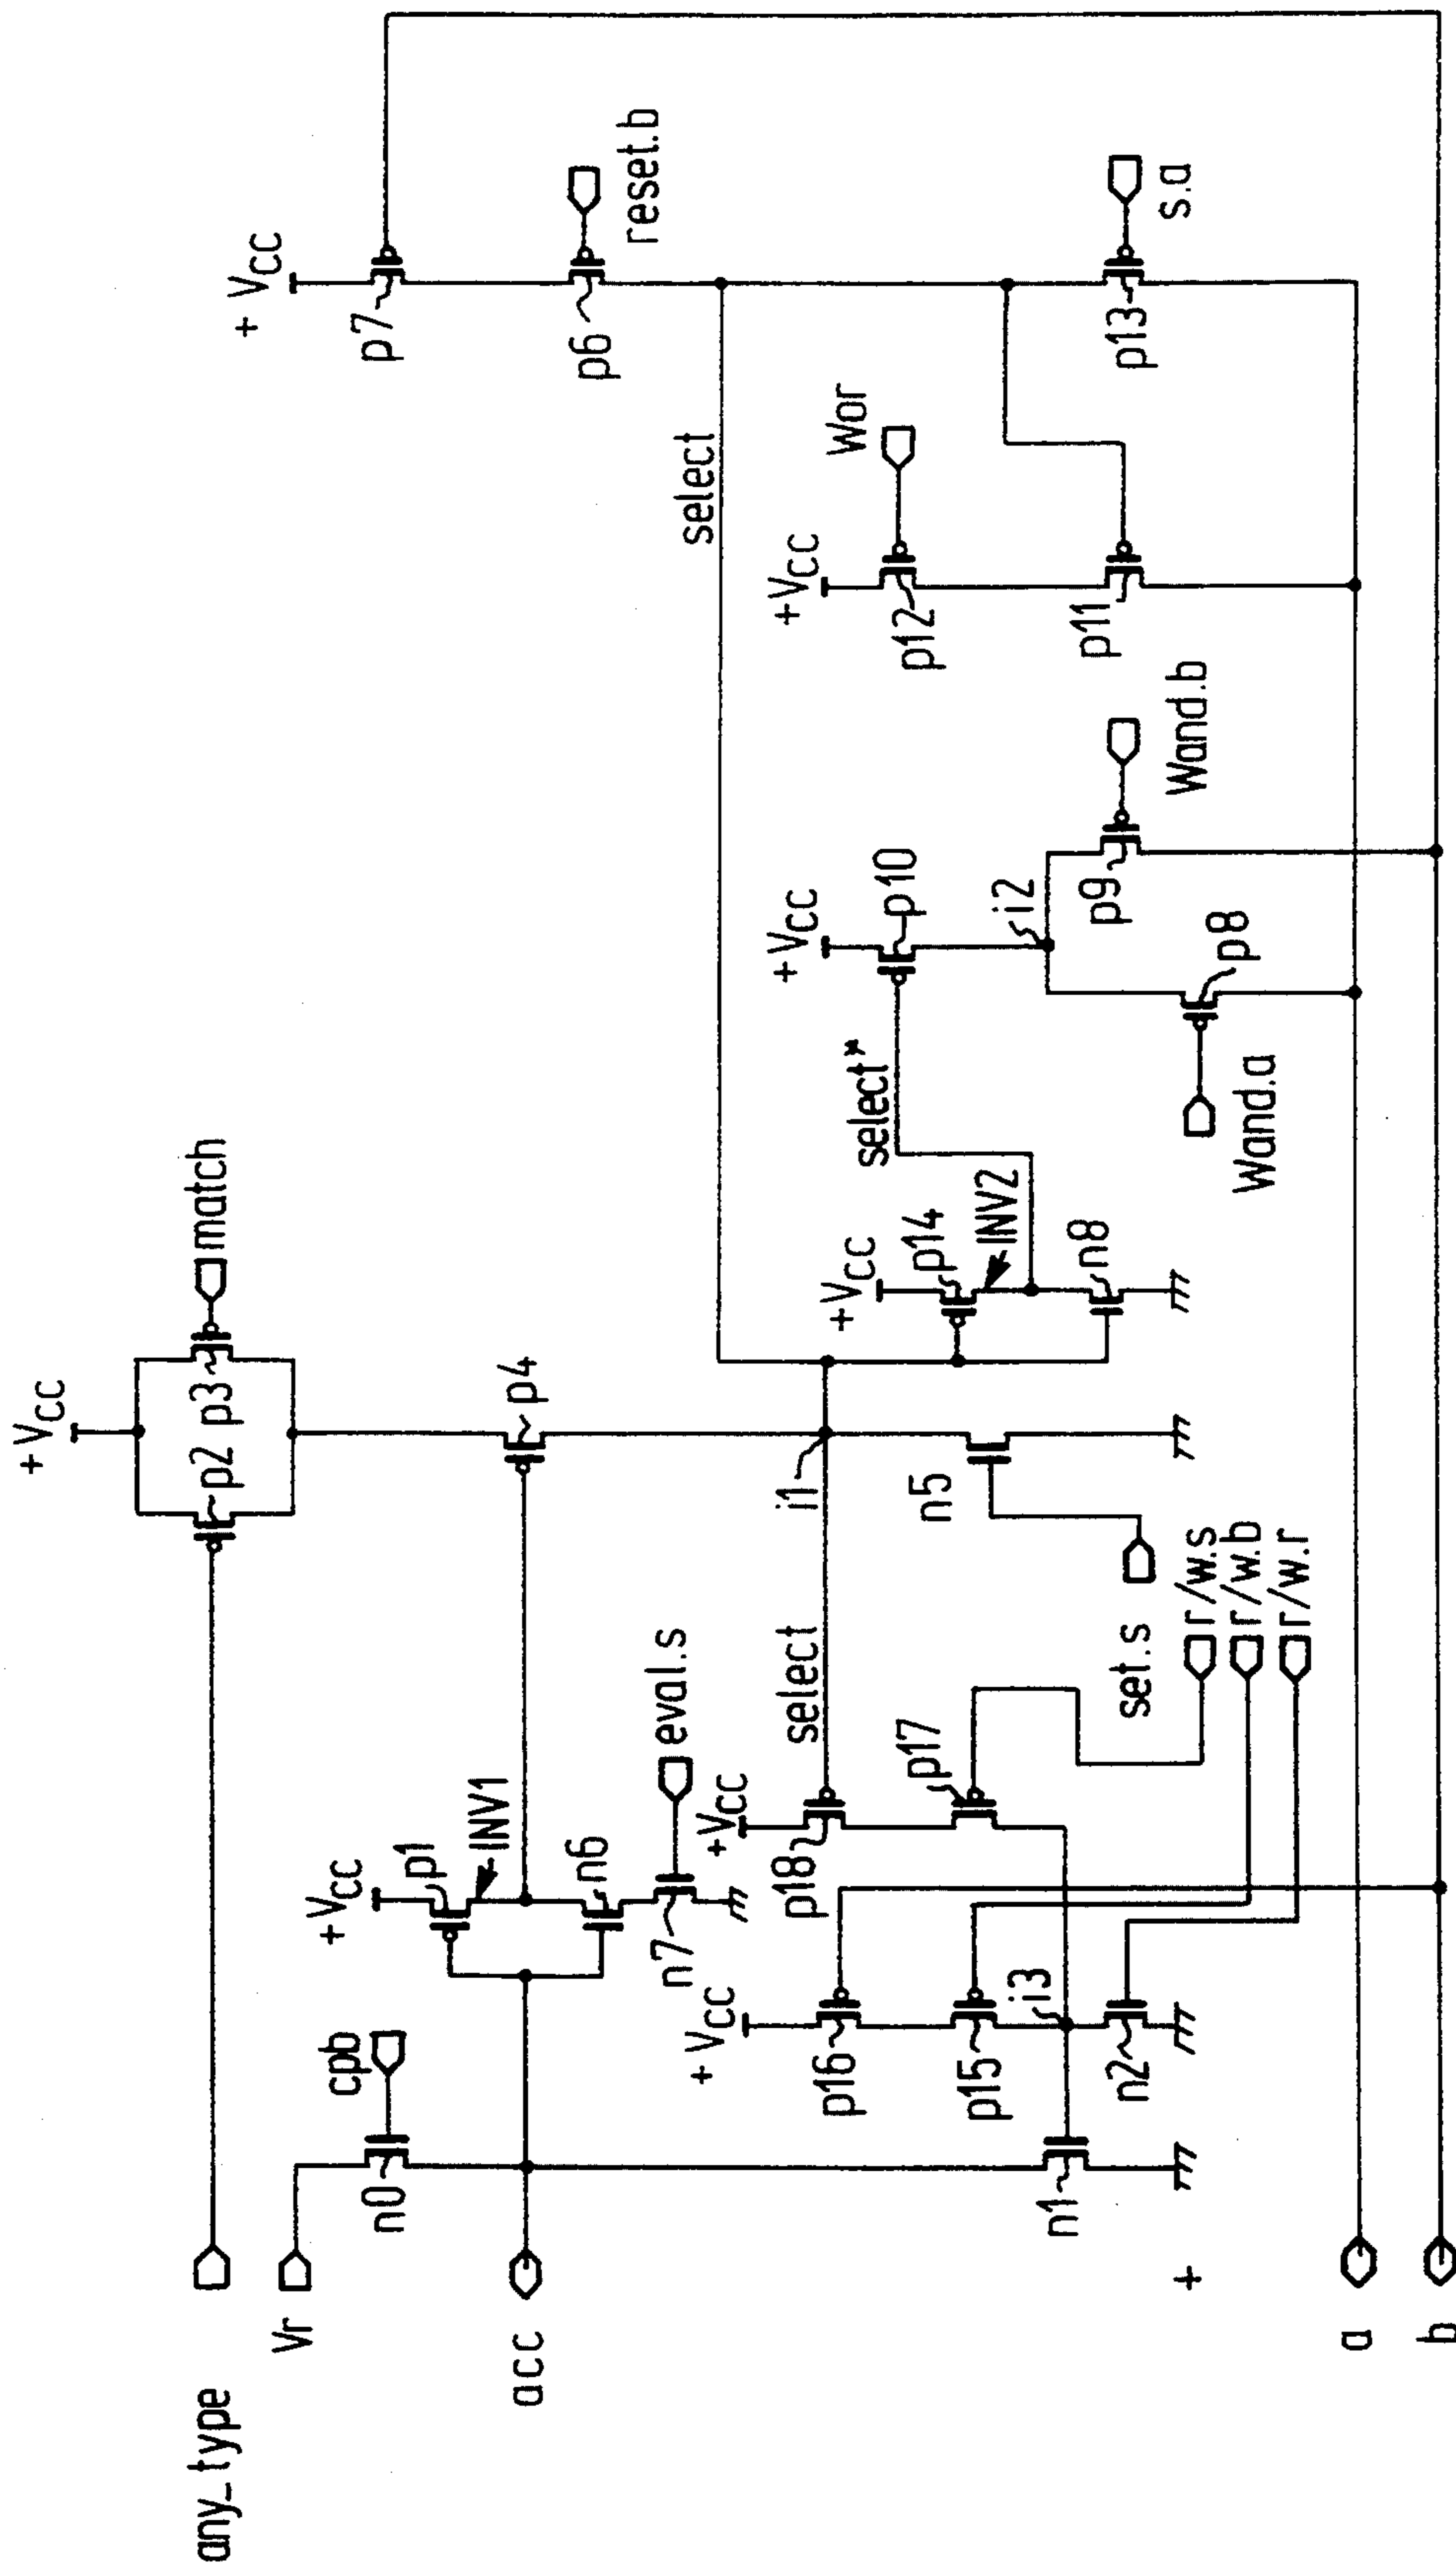 any_type
Vr
acc
a
b
+
+VCC
p2
p3
match
p4
n0
cpb
+VCC
p1
INV1
n6
n7
eval.s
+VCC
p16
p15
i3
n2
n1
+VCC
p18
p17
select
i1
n5
set.s
r/w.s
r/w.b
r/w.r
+VCC
p14
INV2
n8
select*
+VCC
p10
i2
p9
p8
Wand.a
Wand.b
+VCC
p12
Wor
p11
select
+VCC
p7
p6
reset.b
p13
s.a